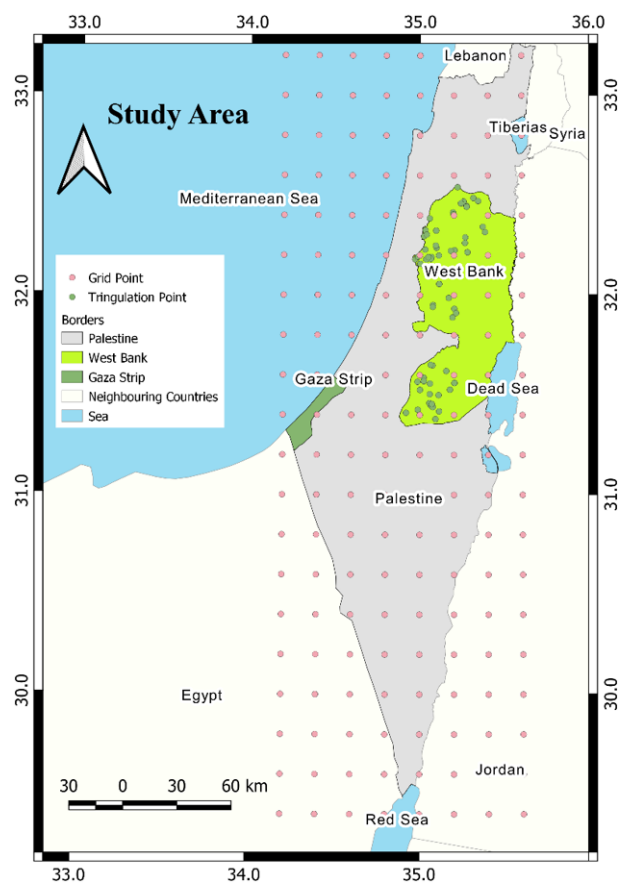 33.0 34.0 35.0 36.0
Lebanon
33.0 33.0
Study Area
Tiberias Syria
Mediterranean Sea
West Bank
Grid Point
Tringulation Point
32.0 32.0
Borders
Palestine
West Bank
Gaza Strip
Neighbouring Countries
Sea
Gaza Strip
Dead Sea
31.0 31.0
Palestine
Egypt
30.0 30.0
Jordan
30 0 30 60 km
Red Sea
33.0 34.0 35.0 36.0